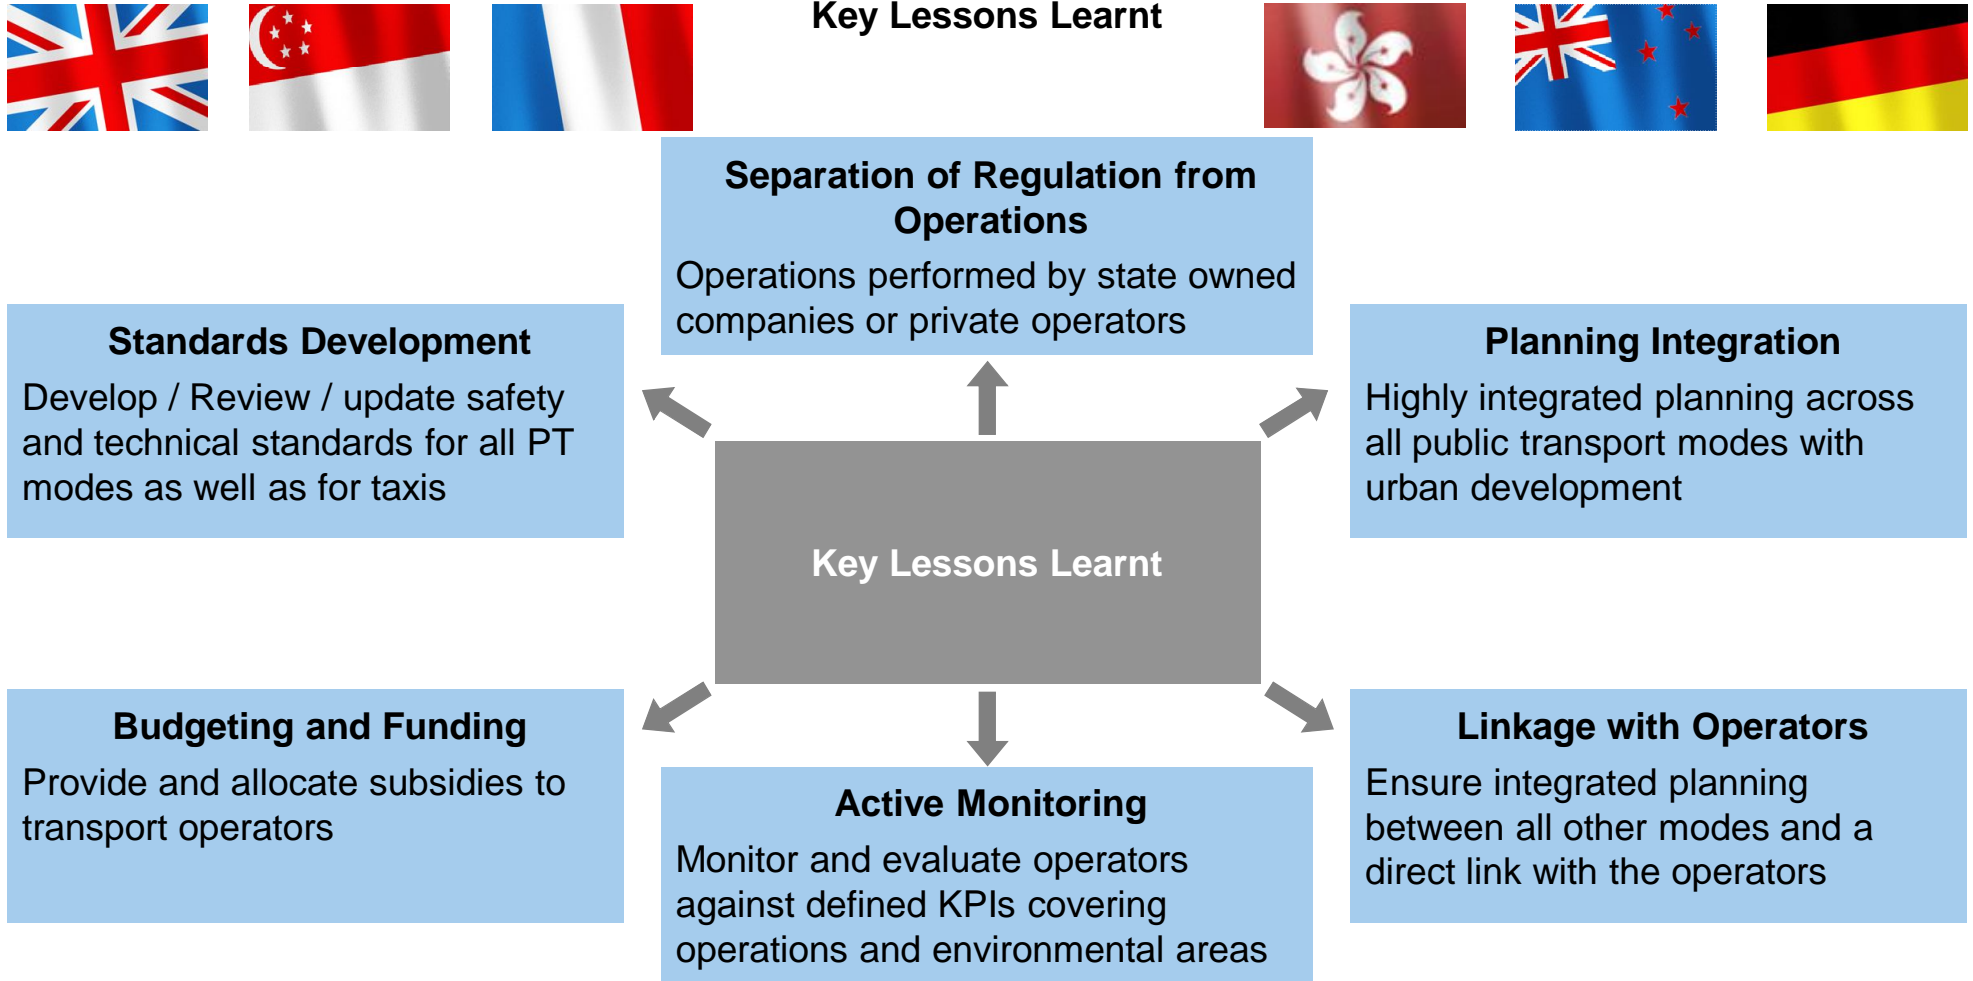 Key Lessons Learnt
Separation of Regulation from
Operations
Operations performed by state owned
companies or private operators
Standards Development
Develop / Review / update safety
and technical standards for all PT
modes as well as for taxis
Planning Integration
Highly integrated planning across
all public transport modes with
urban development
Key Lessons Learnt
Budgeting and Funding
Provide and allocate subsidies to
transport operators
Active Monitoring
Monitor and evaluate operators
against defined KPIs covering
operations and environmental areas
Linkage with Operators
Ensure integrated planning
between all other modes and a
direct link with the operators